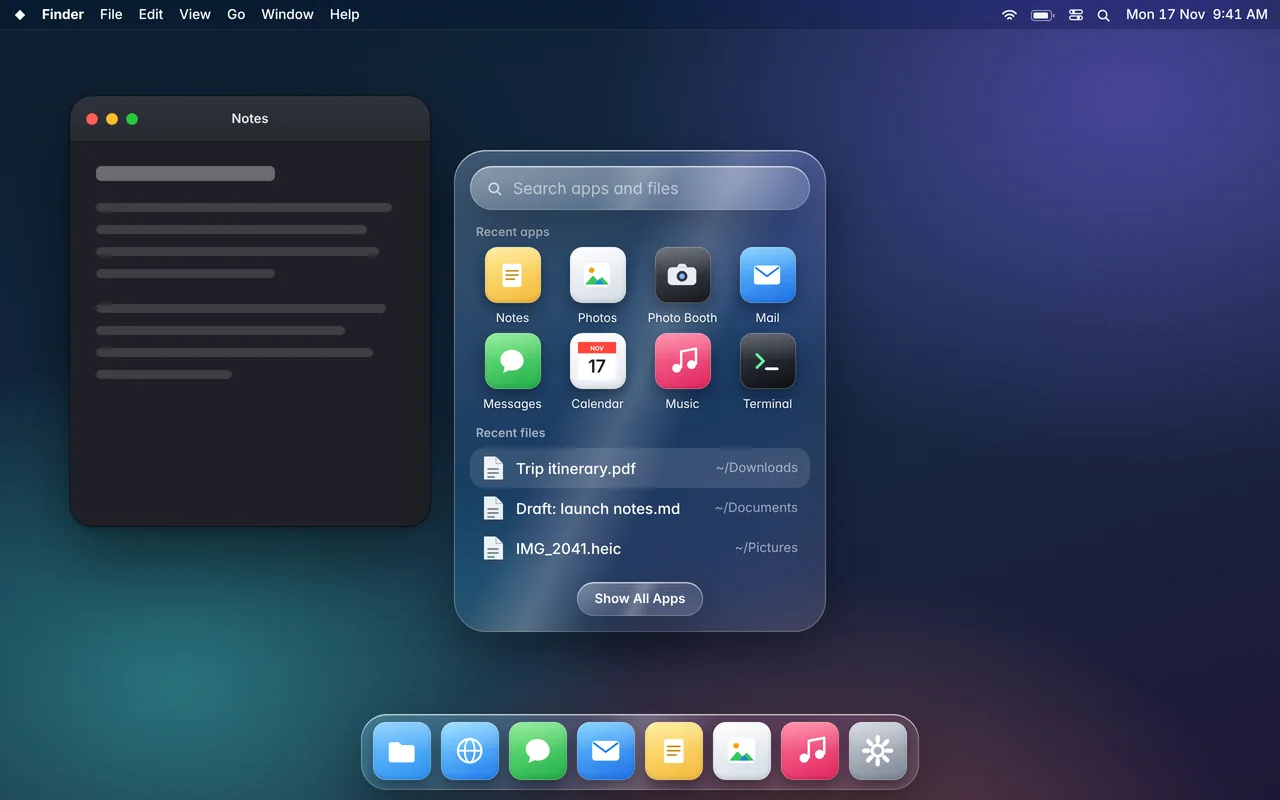 Finder File Edit View Go Window Help
Mon 17 Nov 9:41 AM
Notes
Search apps and files
Recent apps
Notes Photos Photo Booth Mail
NOV
17
Messages Calendar Music Terminal
Recent files
Trip itinerary.pdf ~/Downloads
Draft: launch notes.md ~/Documents
IMG_2041.heic ~/Pictures
Show All Apps